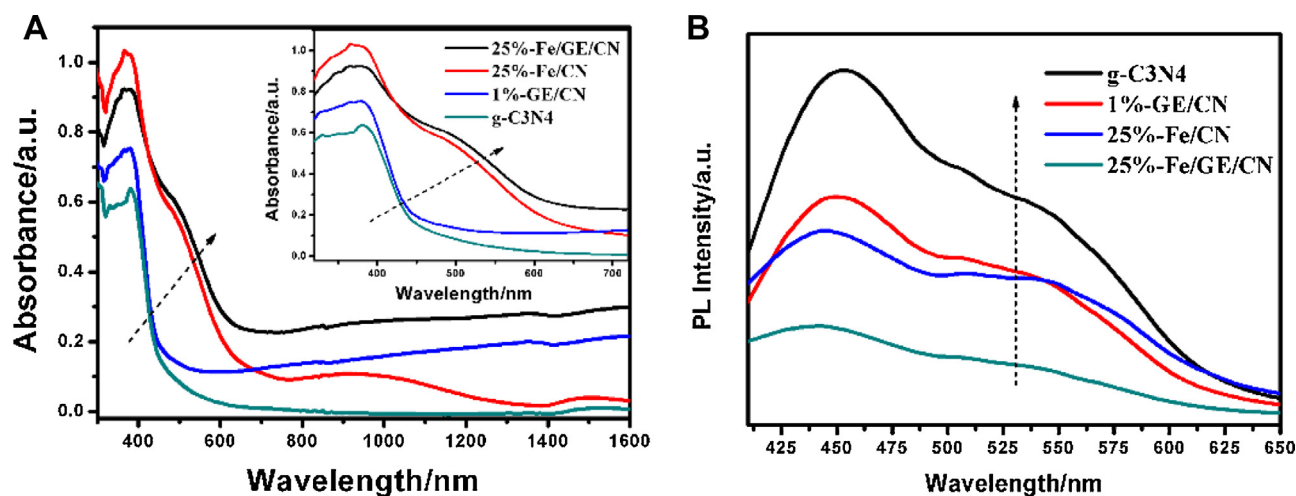 A
Absorbance/a.u.
1.0
0.8
0.6
0.4
0.2
0.0
400
600
800
1000
1200
1400
1600
Wavelength/nm
Absorbance/a.u.
1.0
0.8
0.6
0.4
0.2
0.0
400
500
600
700
Wavelength/nm
25%-Fe/GE/CN
25%-Fe/CN
1%-GE/CN
g-C3N4
B
PL Intensity/a.u.
g-C3N4
1%-GE/CN
25%-Fe/CN
25%-Fe/GE/CN
425
450
475
500
525
550
575
600
625
650
Wavelength/nm